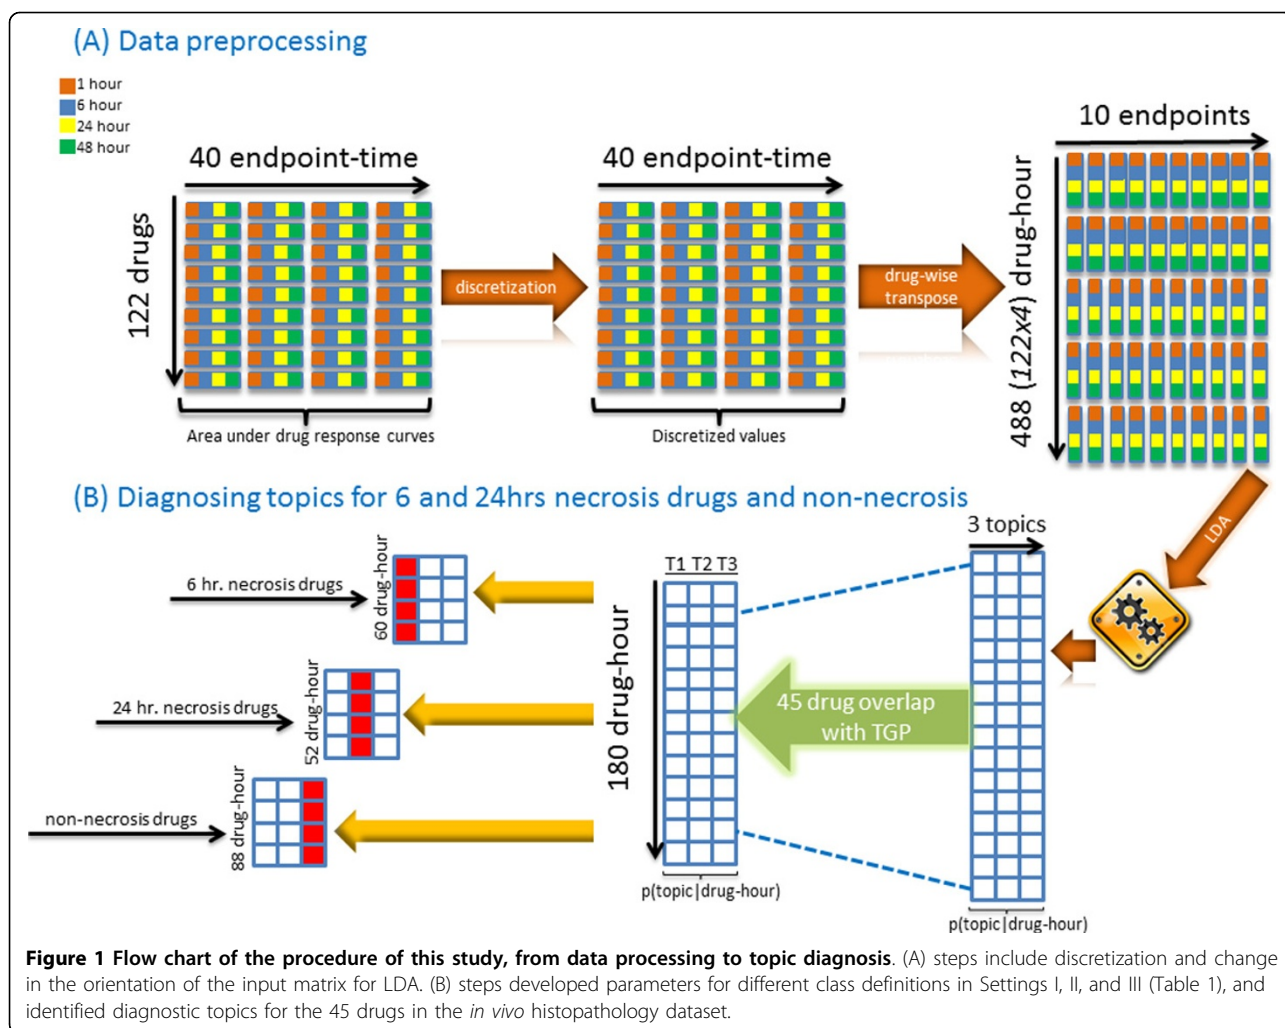 (A) Data preprocessing
1 hour
6 hour
24 hour
48 hour
40 endpoint-time
122 drugs
Area under drug response curves
discretization
40 endpoint-time
Discretized values
drug-wise
transpose
10 endpoints
488 (122x4) drug-hour
LDA
(B) Diagnosing topics for 6 and 24hrs necrosis drugs and non-necrosis
3 topics
p(topic|drug-hour)
45 drug overlap
with TGP
T1 T2 T3
180 drug-hour
p(topic|drug-hour)
6 hr. necrosis drugs
60 drug-hour
24 hr. necrosis drugs
52 drug-hour
non-necrosis drugs
88 drug-hour
Figure 1 Flow chart of the procedure of this study, from data processing to topic diagnosis. (A) steps include discretization and change
in the orientation of the input matrix for LDA. (B) steps developed parameters for different class definitions in Settings I, II, and III (Table 1), and
identified diagnostic topics for the 45 drugs in the in vivo histopathology dataset.